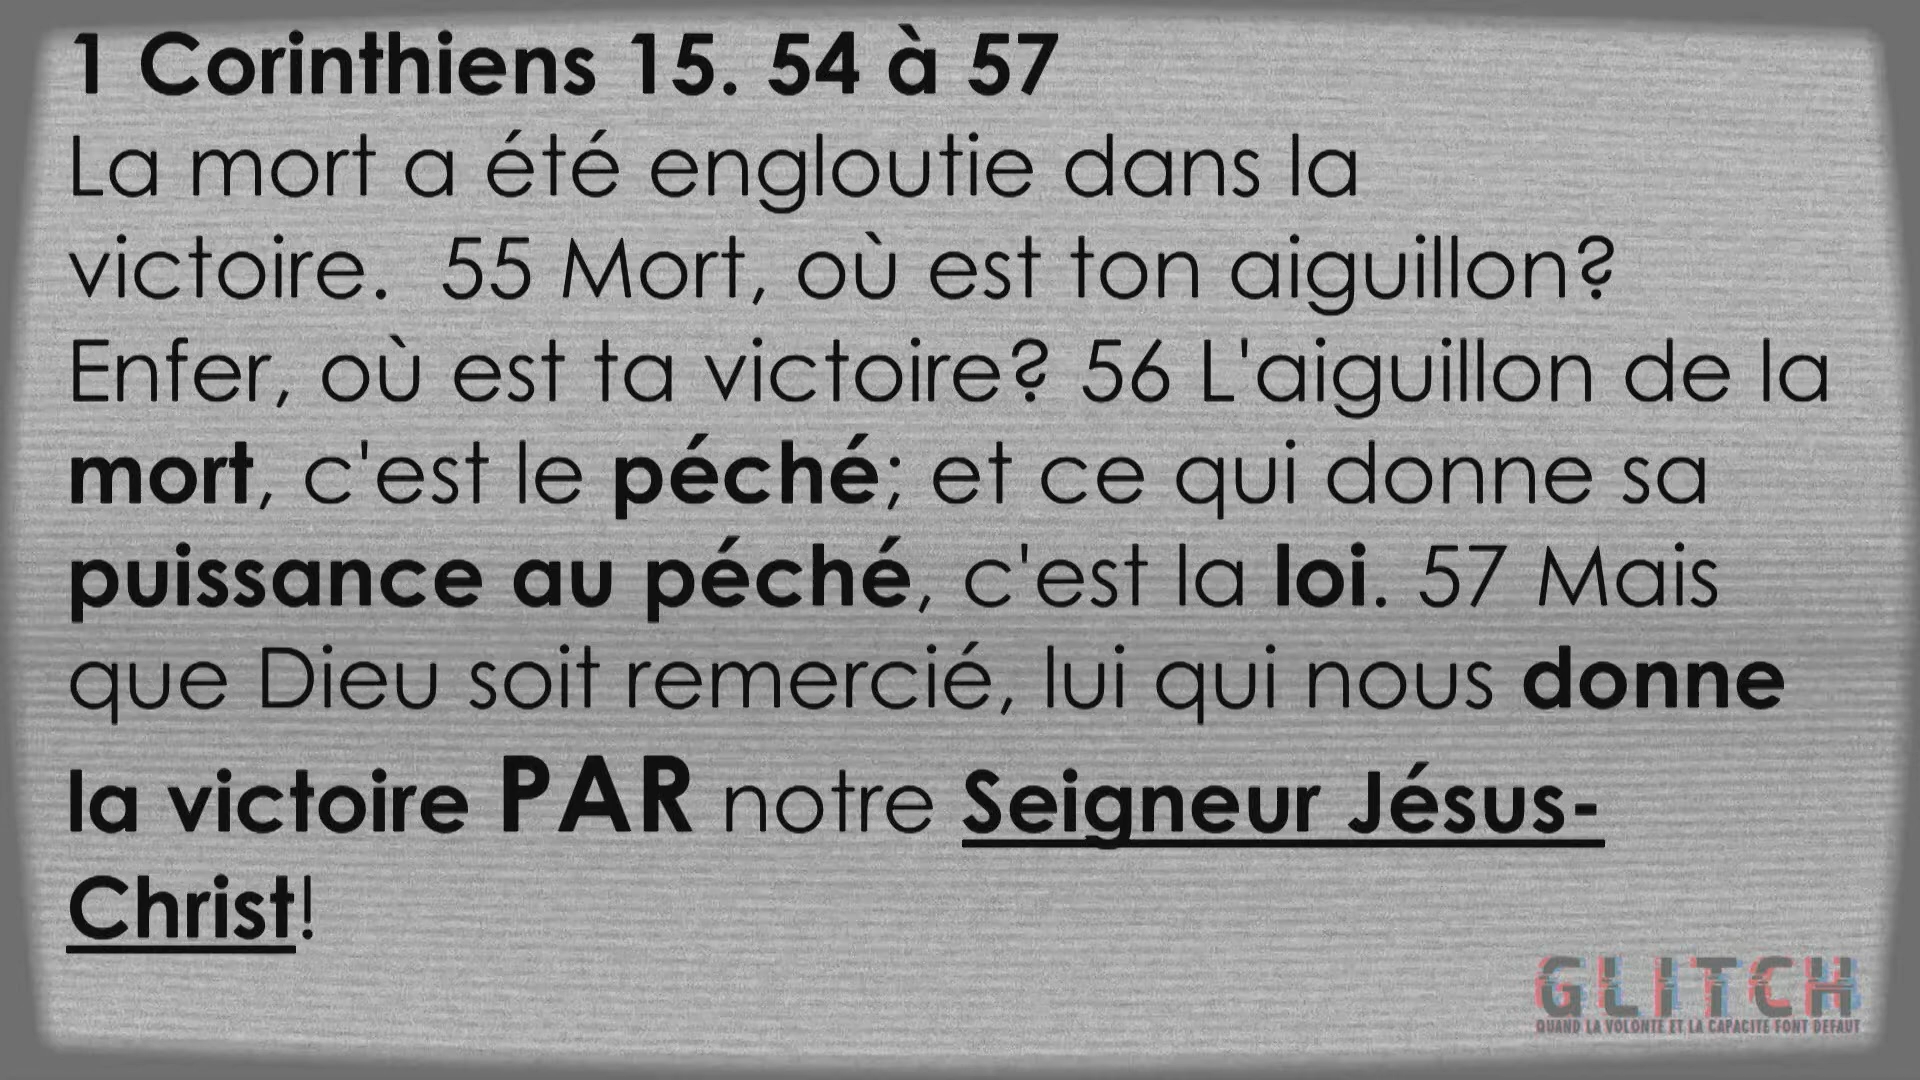 1 Corinthiens 15. 54 à 57
La mort a été engloutie dans la
victoire.  55 Mort, où est ton aiguillon?
Enfer, où est ta victoire? 56 L'aiguillon de la
mort, c'est le péché; et ce qui donne sa
puissance au péché, c'est la loi. 57 Mais
que Dieu soit remercié, lui qui nous donne
la victoire PAR notre Seigneur Jésus-
Christ!
GLITCH
QUAND LA VOLONTE ET LA CAPACITE FONT DEFAUT